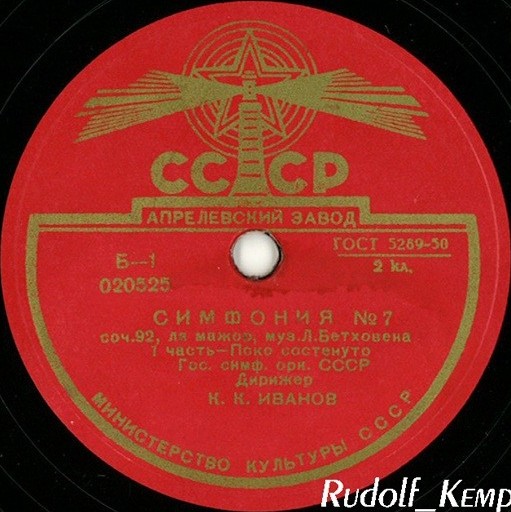 СССР
АПРЕЛЕВСКИЙ ЗАВОД
ГОСТ 5289-50
Б--1
2 кл.
020525
СИМФОНИЯ №7
соч.92, ля мажор, муз.Л.Бетховена
I часть—Поко состенуто
Гос. симф. орк. СССР
Дирижер
К. К. ИВАНОВ
МИНИСТЕРСТВО КУЛЬТУРЫ СССР
Rudolf_Kemp